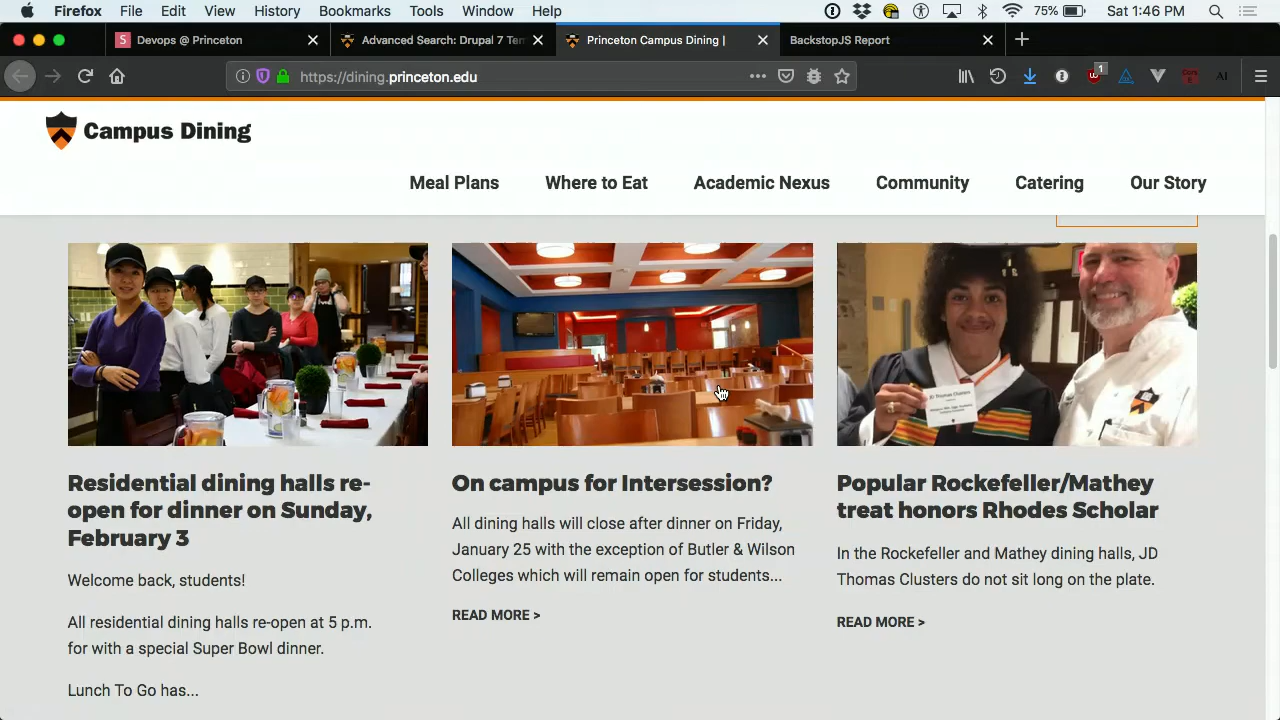 Firefox File Edit View History Bookmarks Tools Window Help 75% Sat 1:46 PM
Devops @ Princeton Advanced Search: Drupal 7 Tem Princeton Campus Dining | BackstopJS Report
https://dining.princeton.edu 1
Campus Dining
Meal Plans Where to Eat Academic Nexus Community Catering Our Story
JD Thomas Clusters
Residential dining halls re-
open for dinner on Sunday,
February 3
Welcome back, students!
All residential dining halls re-open at 5 p.m.
for with a special Super Bowl dinner.
Lunch To Go has...
On campus for Intersession?
All dining halls will close after dinner on Friday,
January 25 with the exception of Butler & Wilson
Colleges which will remain open for students...
READ MORE >
Popular Rockefeller/Mathey
treat honors Rhodes Scholar
In the Rockefeller and Mathey dining halls, JD
Thomas Clusters do not sit long on the plate.
READ MORE >